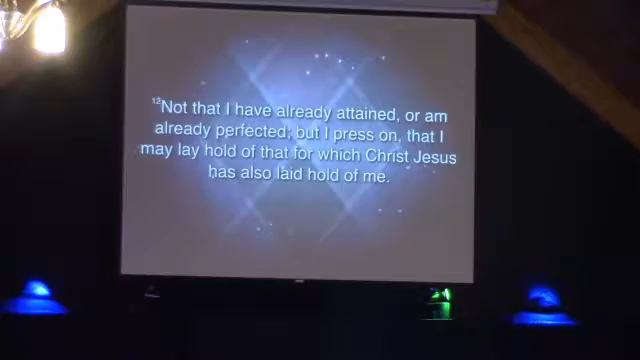 12Not that I have already attained, or am
already perfected; but I press on, that I
may lay hold of that for which Christ Jesus
has also laid hold of me.